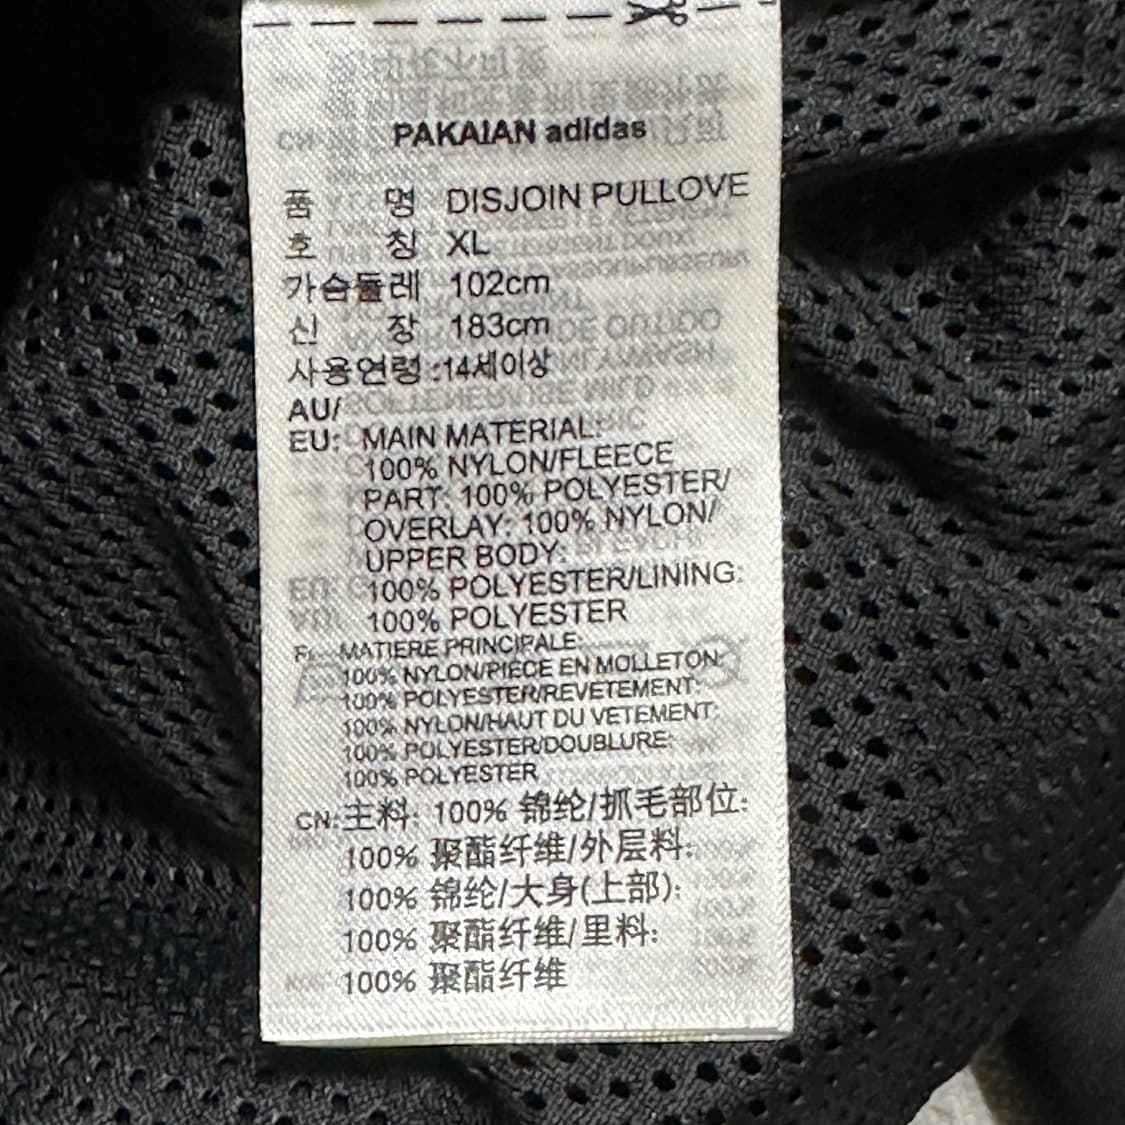 PAKAIAN adidas
품 명 DISJOIN PULLOVE
호 칭 XL
가슴둘레 102cm
신 장 183cm
사용연령 :14세이상
AU/
EU: MAIN MATERIAL:
100% NYLON/FLEECE
PART: 100% POLYESTER/
OVERLAY: 100% NYLON/
UPPER BODY:
100% POLYESTER/LINING:
100% POLYESTER
Fr: MATIERE PRINCIPALE:
100% NYLON/PIECE EN MOLLETON:
100% POLYESTER/REVETEMENT:
100% NYLON/HAUT DU VETEMENT:
100% POLYESTER/DOUBLURE:
100% POLYESTER
CN:主料: 100% 锦纶/抓毛部位:
100% 聚酯纤维/外层料:
100% 锦纶/大身(上部):
100% 聚酯纤维/里料:
100% 聚酯纤维